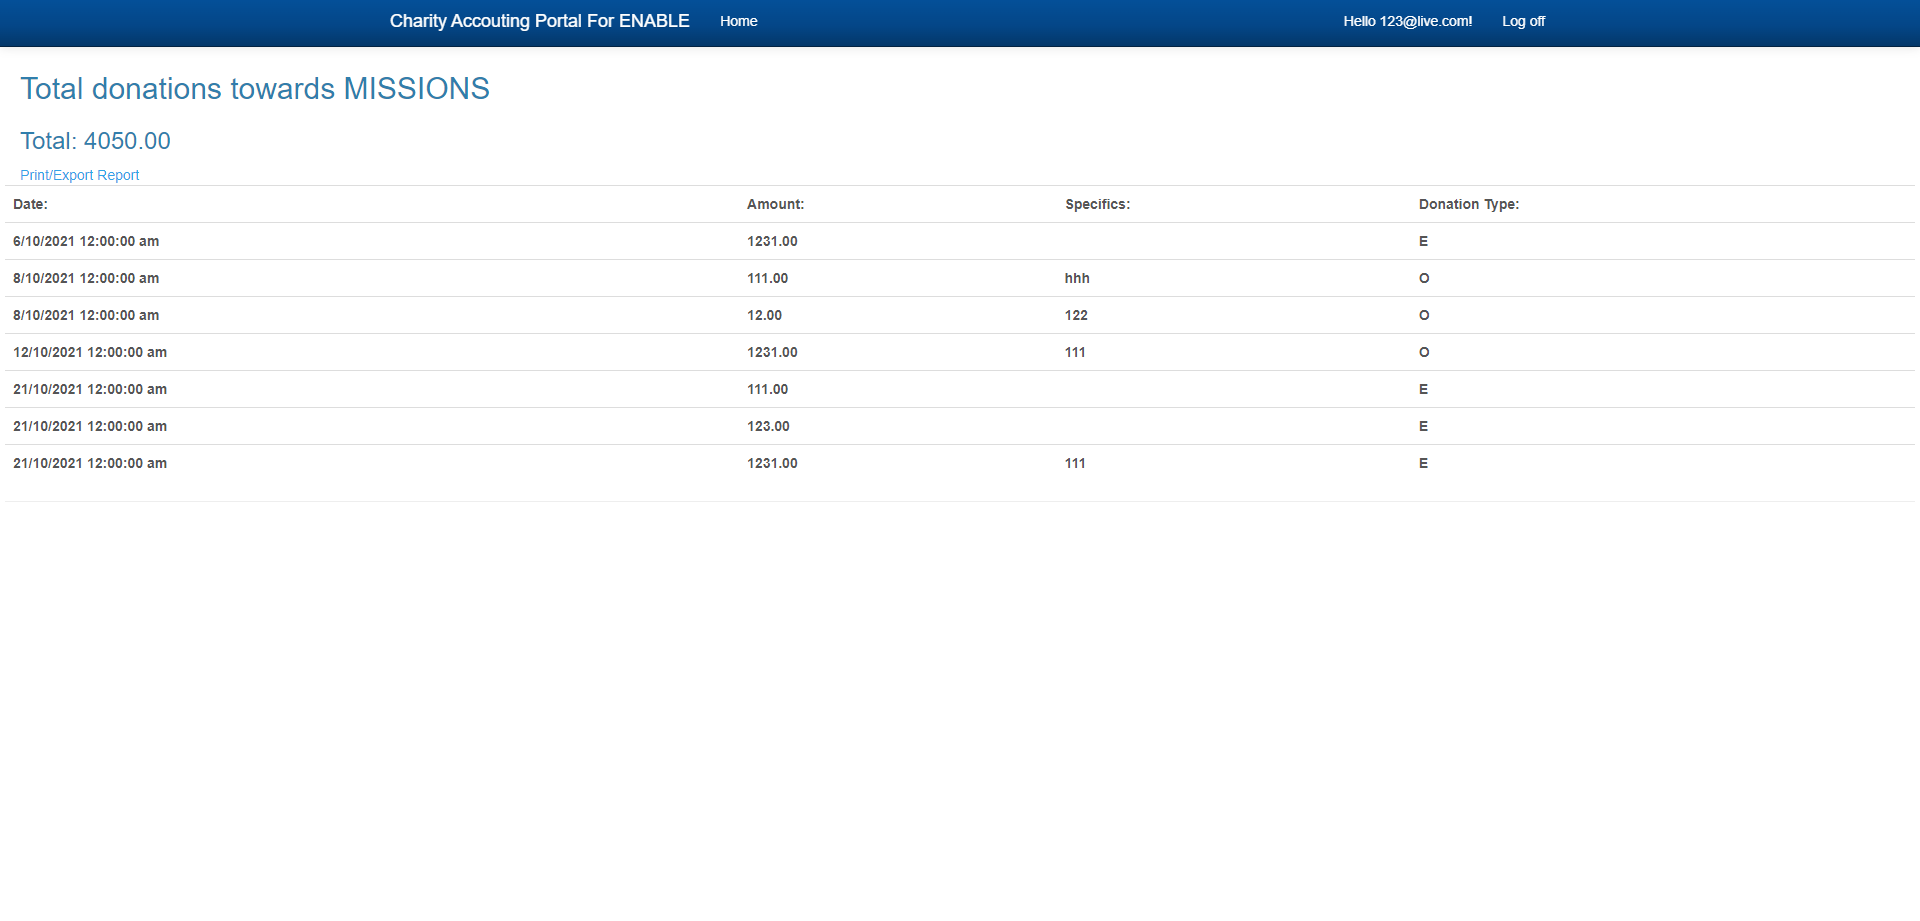 Charity Accouting Portal For ENABLE Home Hello 123@live.com! Log off
Total donations towards MISSIONS
Total: 4050.00
Print/Export Report
Date: Amount: Specifics: Donation Type:
6/10/2021 12:00:00 am 1231.00 E
8/10/2021 12:00:00 am 111.00 hhh O
8/10/2021 12:00:00 am 12.00 122 O
12/10/2021 12:00:00 am 1231.00 111 O
21/10/2021 12:00:00 am 111.00 E
21/10/2021 12:00:00 am 123.00 E
21/10/2021 12:00:00 am 1231.00 111 E